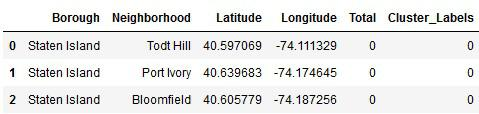 Borough Neighborhood Latitude Longitude Total Cluster_Labels
0 Staten Island Todt Hill 40.597069 -74.111329 0 0
1 Staten Island Port Ivory 40.639683 -74.174645 0 0
2 Staten Island Bloomfield 40.605779 -74.187256 0 0